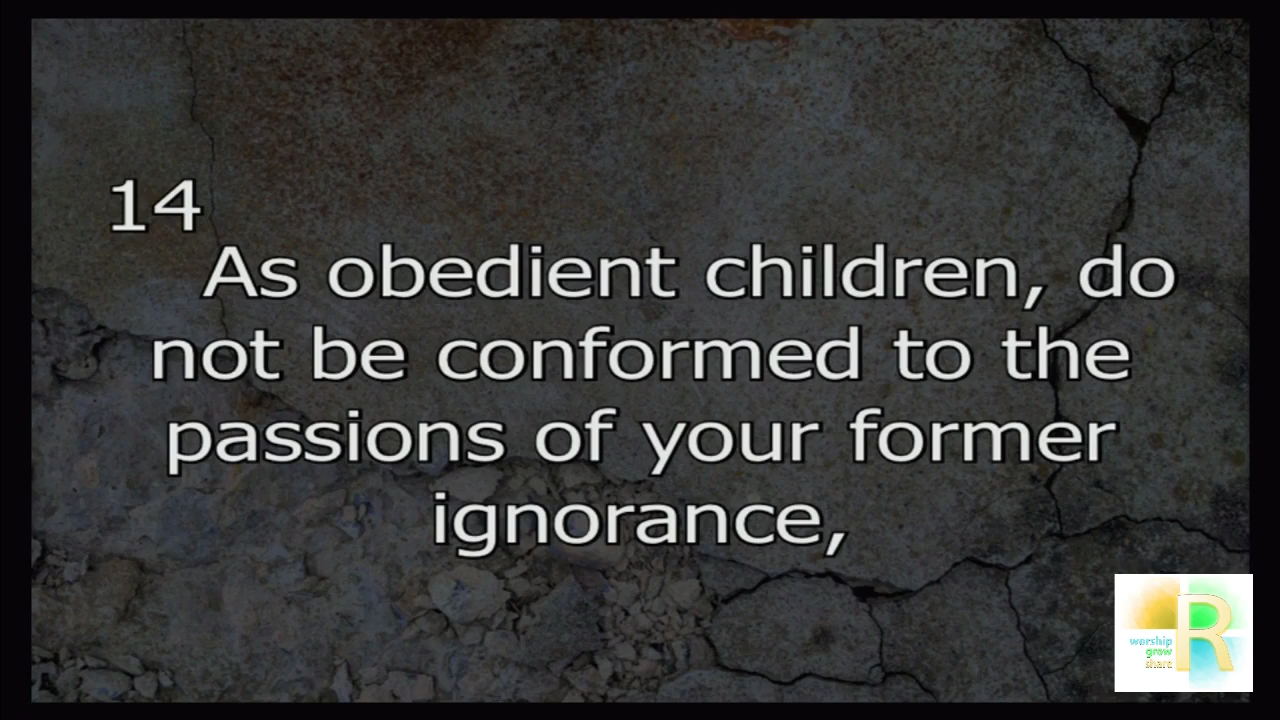 14
As obedient children, do
not be conformed to the
passions of your former
ignorance,
worship
grow
share
R